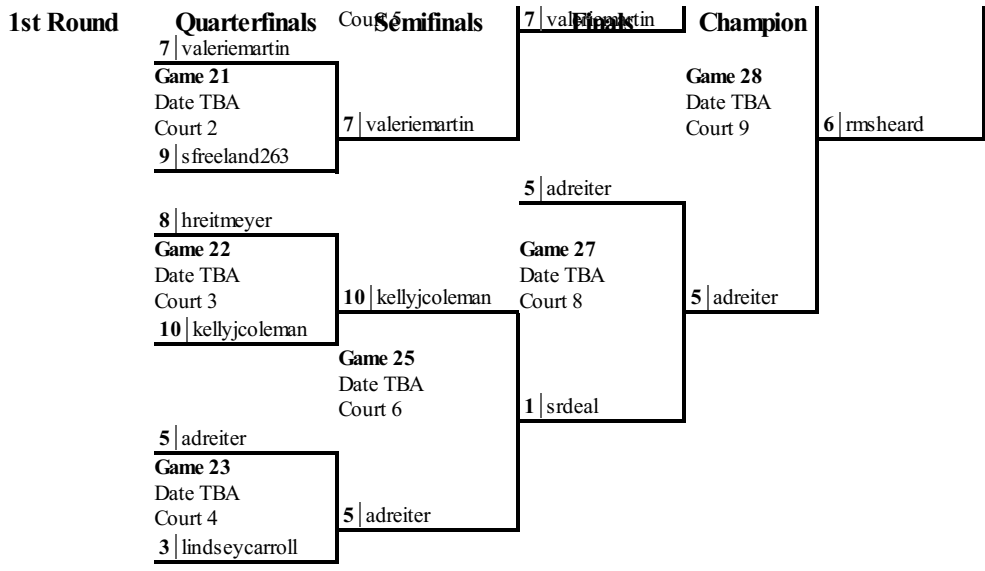 1st Round Quarterfinals Semifinals Finals Champion
Court 5
7 valeriemartin
7 valeriemartin
Game 21
Date TBA
Court 2
9 sfreeland263
7 valeriemartin
Game 28
Date TBA
Court 9
6 rmsheard
8 hreitmeyer
Game 22
Date TBA
Court 3
10 kellyjcoleman
10 kellyjcoleman
5 adreiter
Game 27
Date TBA
Court 8
5 adreiter
Game 25
Date TBA
Court 6
1 srdeal
5 adreiter
Game 23
Date TBA
Court 4
3 lindseycarroll
5 adreiter